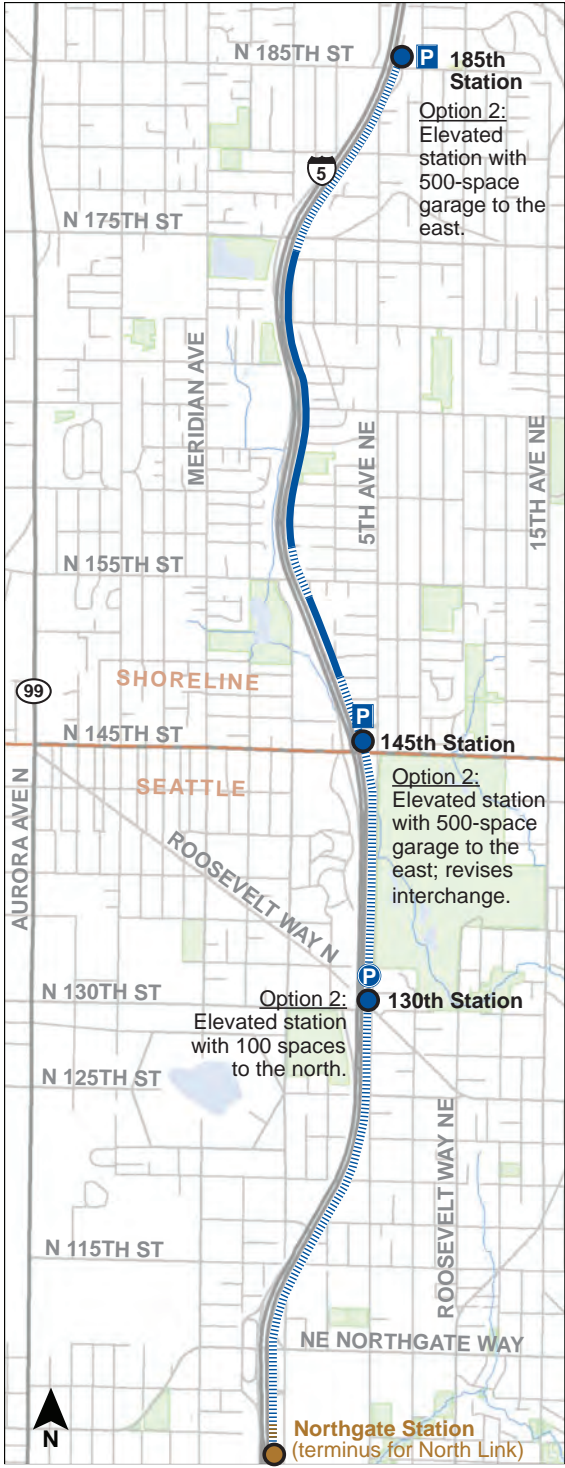 N 185TH ST
P
185th
Station
Option 2:
Elevated
station with
500-space
garage to the
east.
5
N 175TH ST
MERIDIAN AVE
5TH AVE NE
15TH AVE NE
N 155TH ST
SHORELINE
99
P
N 145TH ST
145th Station
SEATTLE
Option 2:
Elevated station
with 500-space
garage to the
east; revises
interchange.
AURORA AVE N
ROOSEVELT WAY N
P
N 130TH ST
130th Station
Option 2:
Elevated station
with 100 spaces
to the north.
N 125TH ST
ROOSEVELT WAY NE
N 115TH ST
NE NORTHGATE WAY
N
Northgate Station
(terminus for North Link)